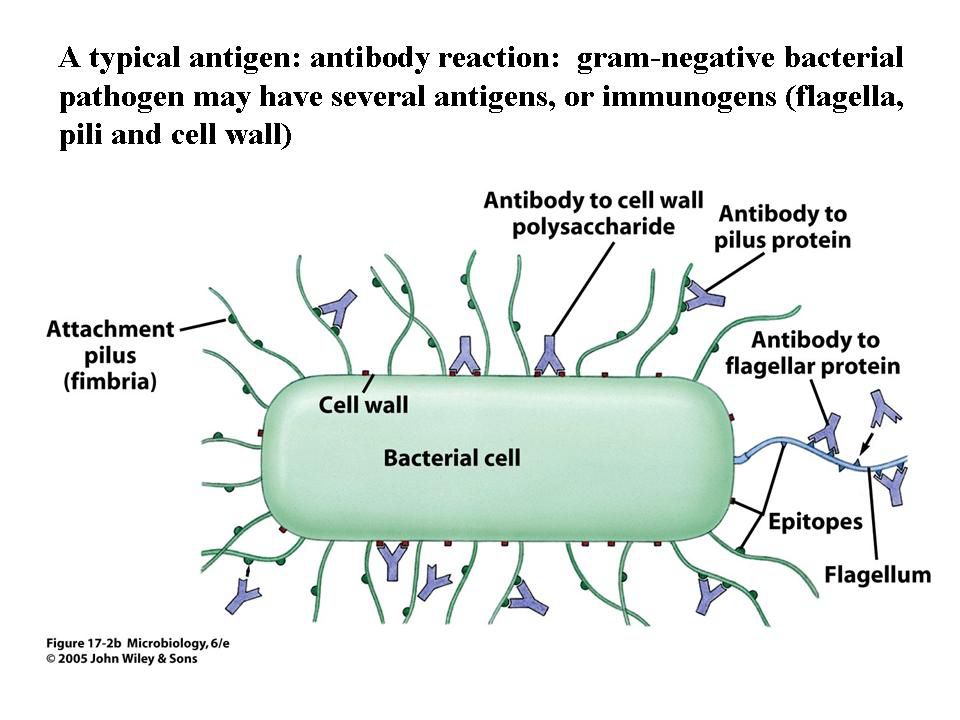 A typical antigen: antibody reaction:  gram-negative bacterial
pathogen may have several antigens, or immunogens (flagella,
pili and cell wall)
Antibody to cell wall
polysaccharide
Antibody to
pilus protein
Attachment
pilus
(fimbria)
Antibody to
flagellar protein
Cell wall
Bacterial cell
Epitopes
Flagellum
Figure 17-2b Microbiology, 6/e
© 2005 John Wiley & Sons